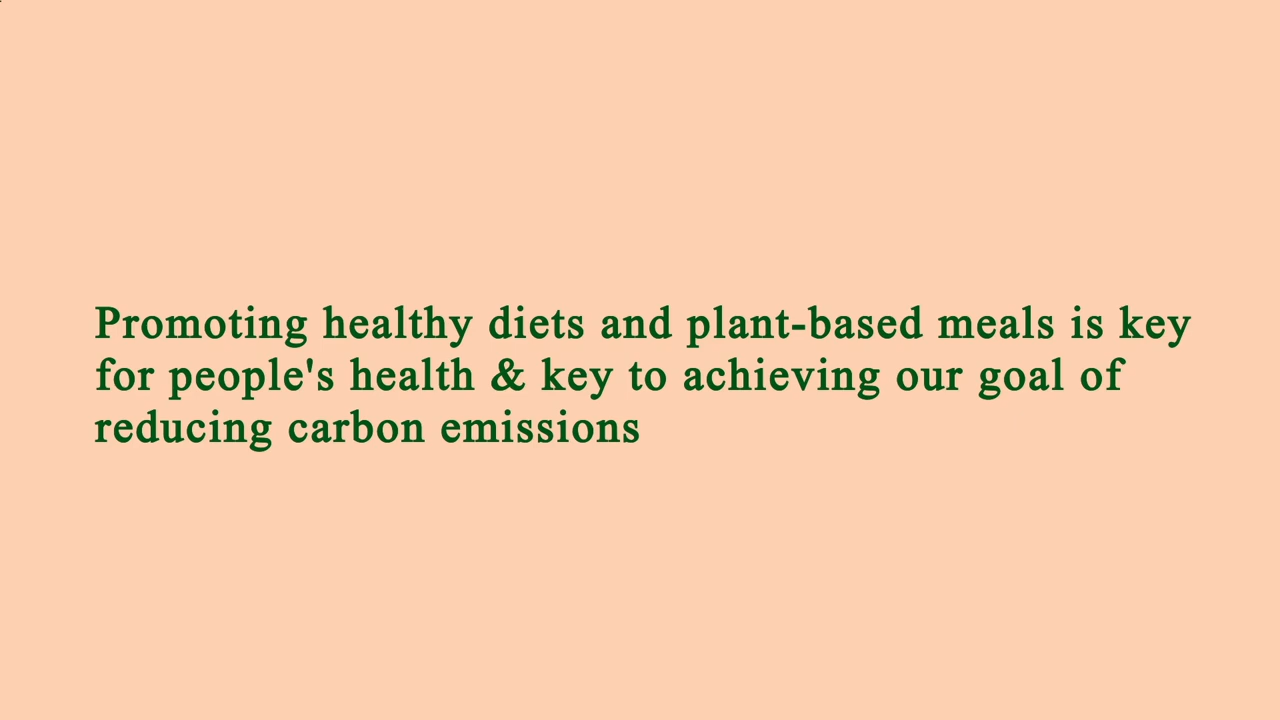 Promoting healthy diets and plant-based meals is key
for people's health & key to achieving our goal of
reducing carbon emissions